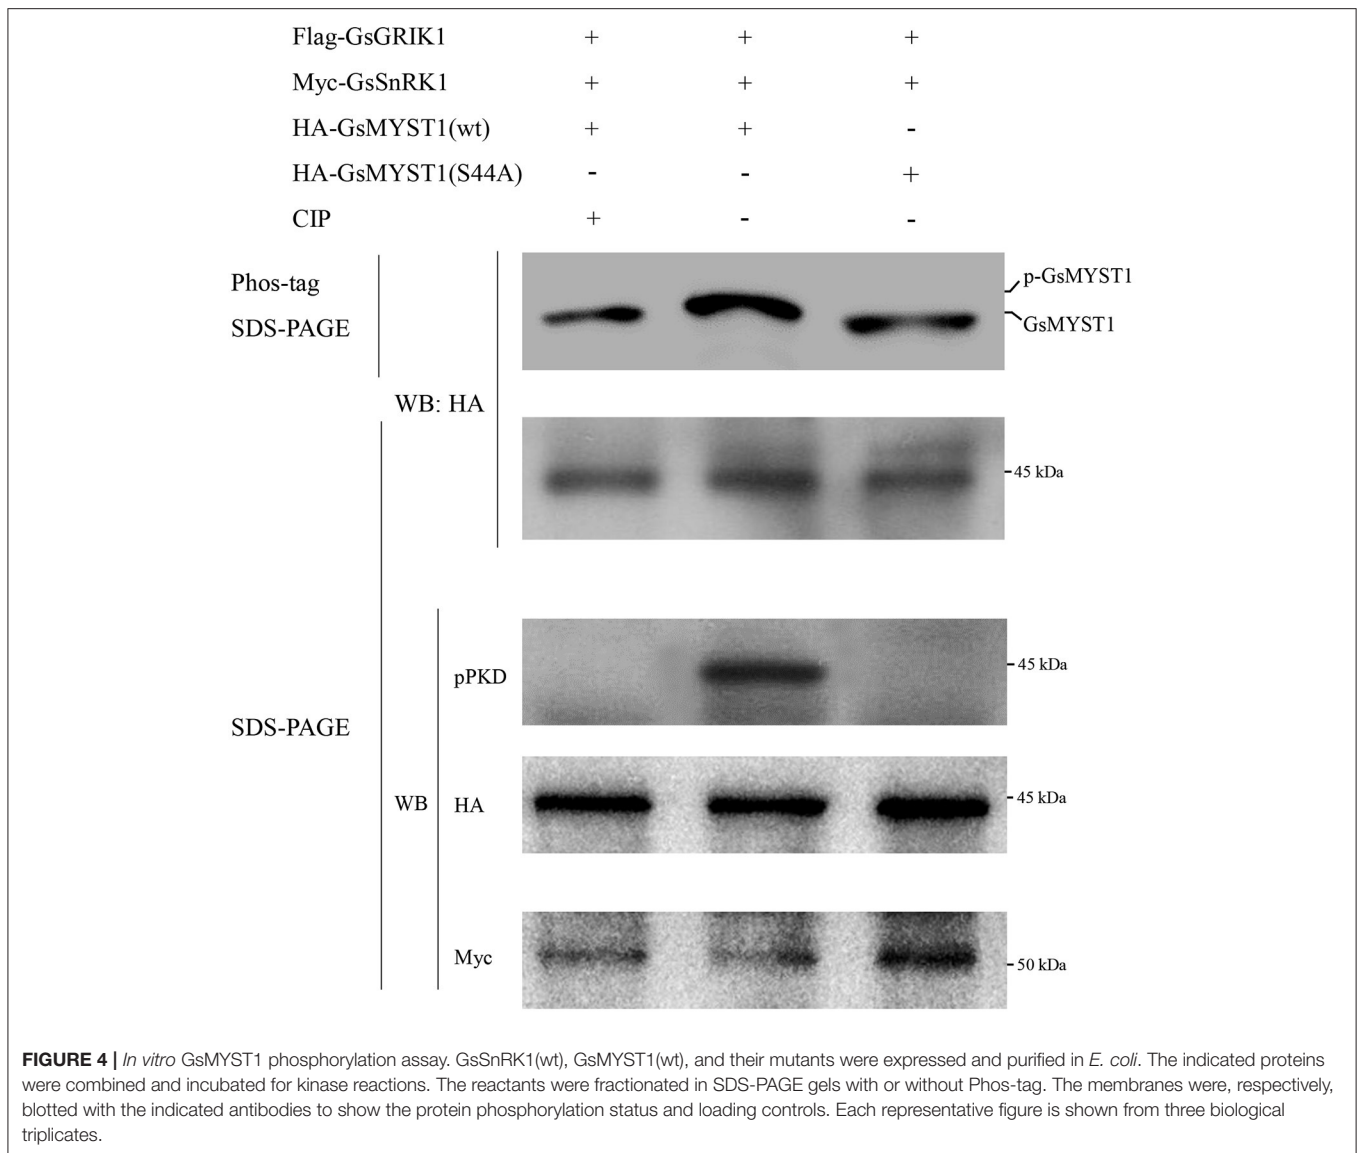 Flag-GsGRIK1 + + +
Myc-GsSnRK1 + + +
HA-GsMYST1(wt) + + -
HA-GsMYST1(S44A) - - +
CIP + - -
Phos-tag
SDS-PAGE
p-GsMYST1
GsMYST1
WB: HA
45 kDa
SDS-PAGE
WB
pPKD
45 kDa
HA
45 kDa
Myc
50 kDa
FIGURE 4 | In vitro GsMYST1 phosphorylation assay. GsSnRK1(wt), GsMYST1(wt), and their mutants were expressed and purified in E. coli. The indicated proteins
were combined and incubated for kinase reactions. The reactants were fractionated in SDS-PAGE gels with or without Phos-tag. The membranes were, respectively,
blotted with the indicated antibodies to show the protein phosphorylation status and loading controls. Each representative figure is shown from three biological
triplicates.